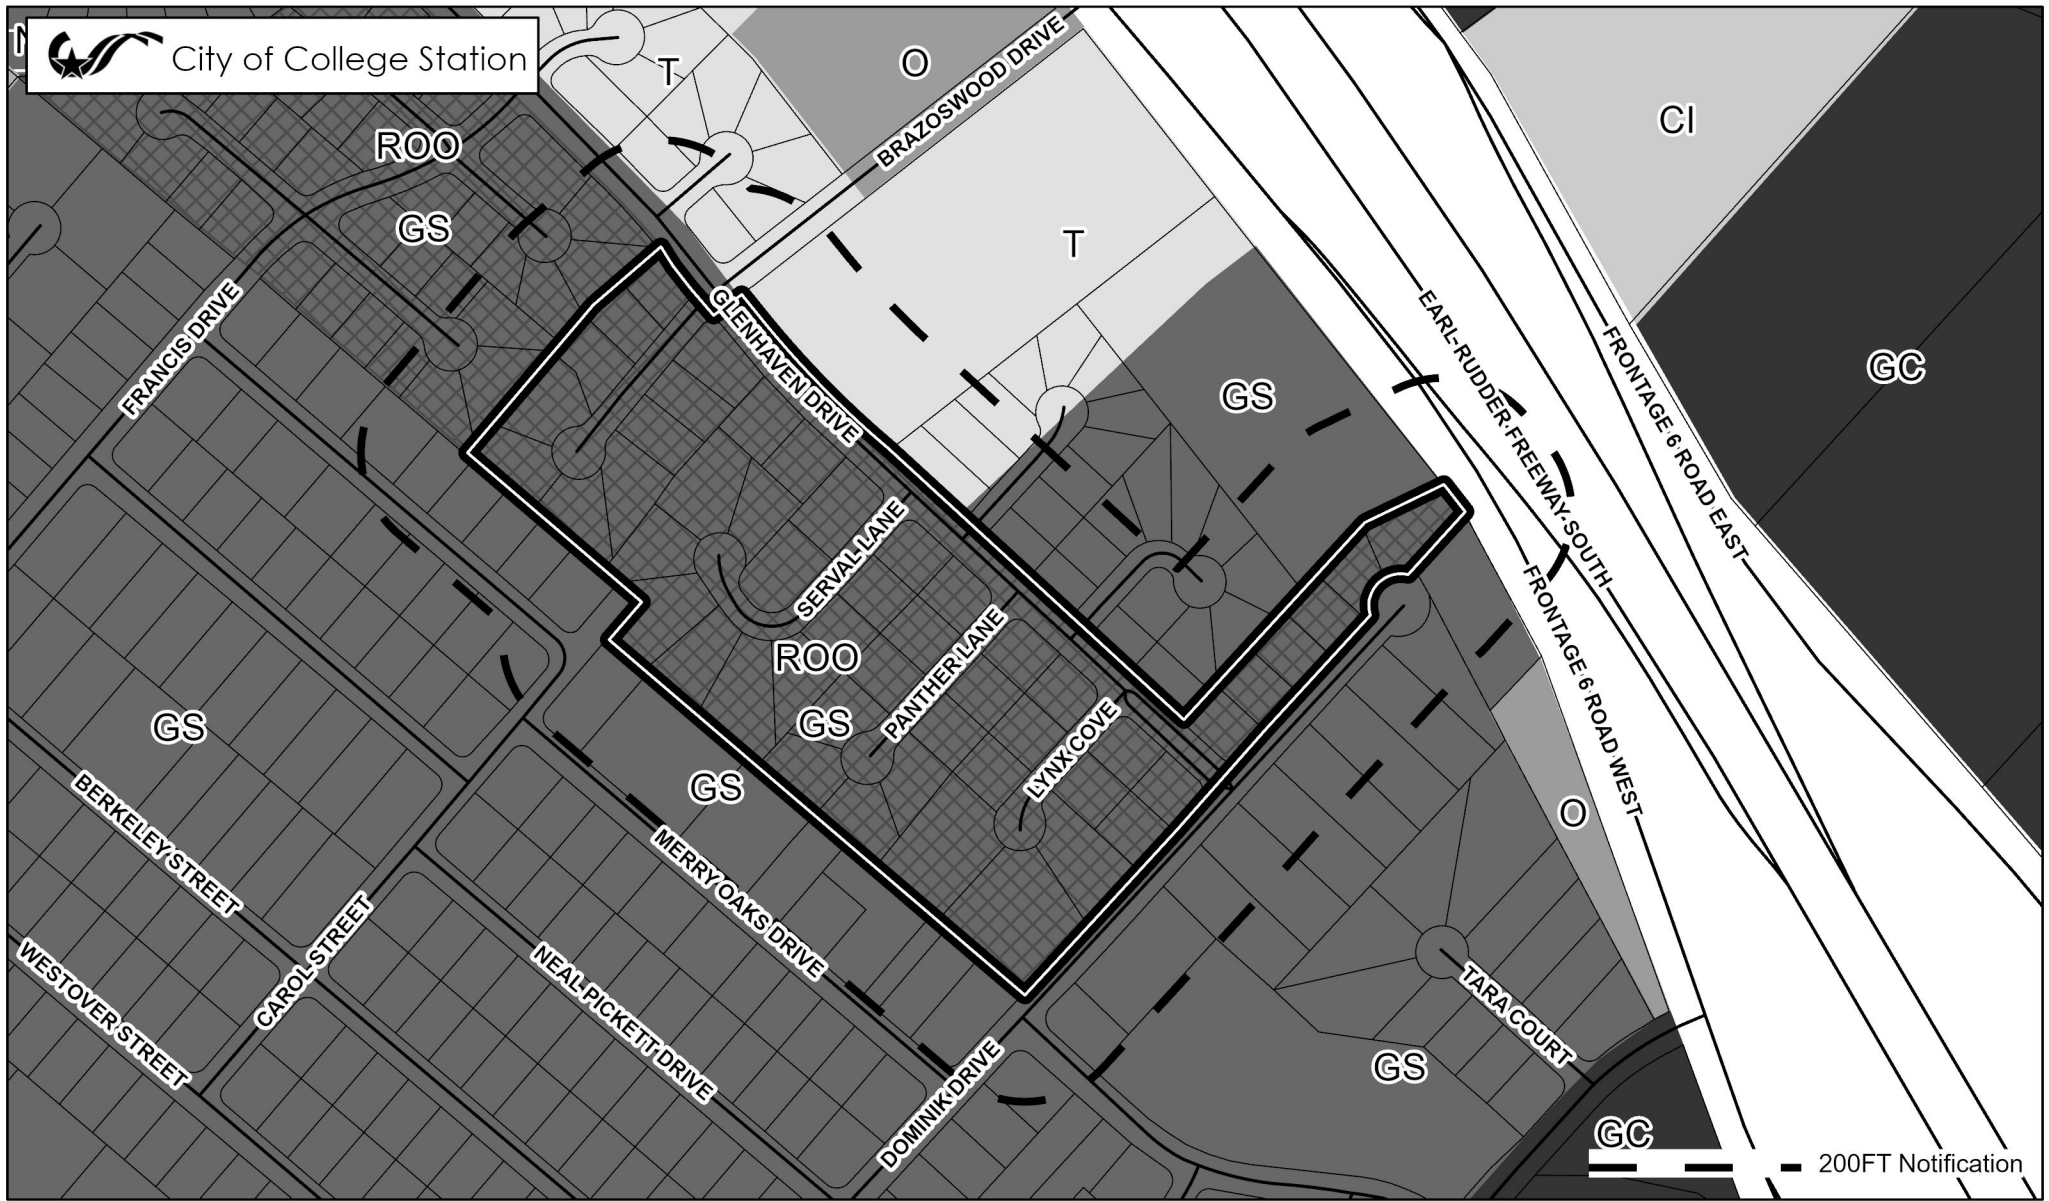 N
City of College Station
T
O
BRAZOSWOOD DRIVE
CI
ROO
GS
T
FRANCIS DRIVE
GLENHAVEN DRIVE
EARL RUDDER FREEWAY SOUTH
FRONTAGE 6 ROAD EAST
GC
GS
SERVAL LANE
FRONTAGE 6 ROAD WEST
ROO
PANTHER LANE
GS
GS
LYNX COVE
GS
O
BERKELEY STREET
MERRY OAKS DRIVE
CAROL STREET
NEAL PICKETT DRIVE
WESTOVER STREET
TARA COURT
DOMINIK DRIVE
GS
GC
200FT Notification